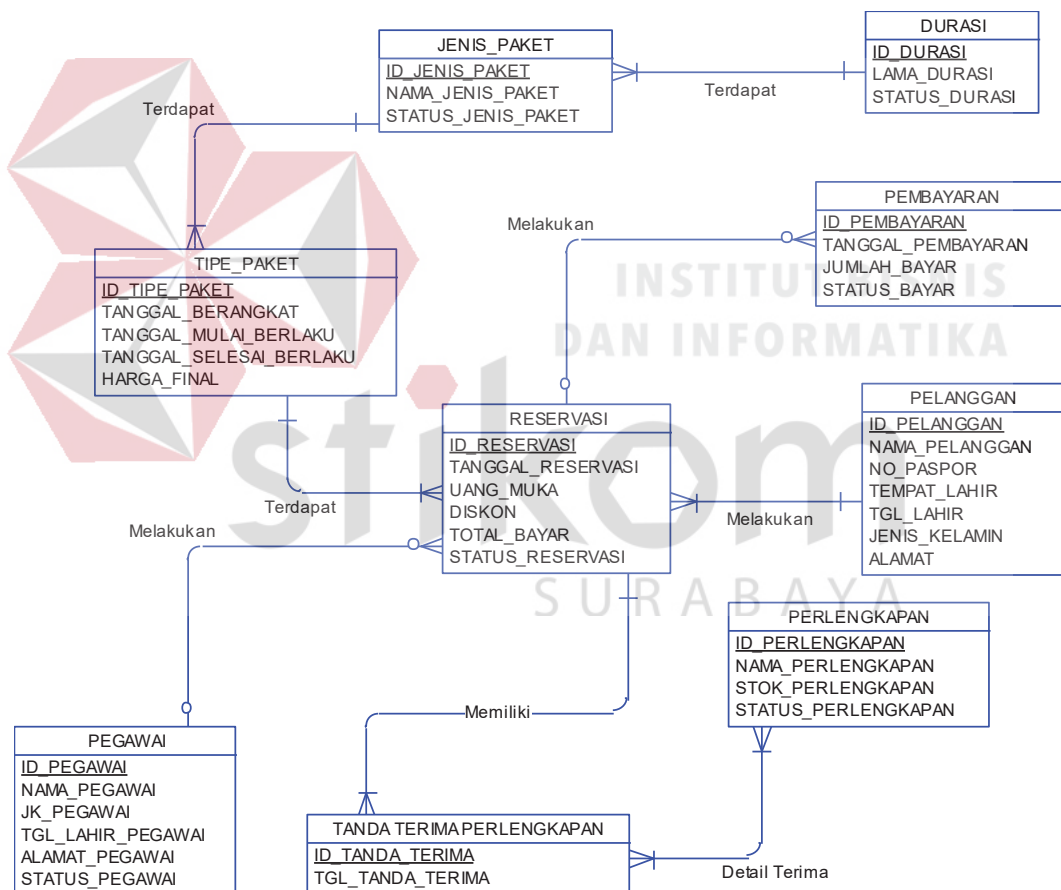 DURASI
ID_DURASI
LAMA_DURASI
STATUS_DURASI
JENIS_PAKET
ID_JENIS_PAKET
NAMA_JENIS_PAKET
STATUS_JENIS_PAKET
Terdapat
Terdapat
PEMBAYARAN
ID_PEMBAYARAN
TANGGAL_PEMBAYARAN
JUMLAH_BAYAR
STATUS_BAYAR
Melakukan
TIPE_PAKET
ID_TIPE_PAKET
TANGGAL_BERANGKAT
TANGGAL_MULAI_BERLAKU
TANGGAL_SELESAI_BERLAKU
HARGA_FINAL
INSTITUT BISNIS
DAN INFORMATIKA
stikom
SURABAYA
PELANGGAN
ID_PELANGGAN
NAMA_PELANGGAN
NO_PASPOR
TEMPAT_LAHIR
TGL_LAHIR
JENIS_KELAMIN
ALAMAT
RESERVASI
ID_RESERVASI
TANGGAL_RESERVASI
UANG_MUKA
DISKON
TOTAL_BAYAR
STATUS_RESERVASI
Terdapat
Melakukan
Melakukan
PERLENGKAPAN
ID_PERLENGKAPAN
NAMA_PERLENGKAPAN
STOK_PERLENGKAPAN
STATUS_PERLENGKAPAN
Memiliki
PEGAWAI
ID_PEGAWAI
NAMA_PEGAWAI
JK_PEGAWAI
TGL_LAHIR_PEGAWAI
ALAMAT_PEGAWAI
STATUS_PEGAWAI
TANDA TERIMA PERLENGKAPAN
ID_TANDA_TERIMA
TGL_TANDA_TERIMA
Detail Terima